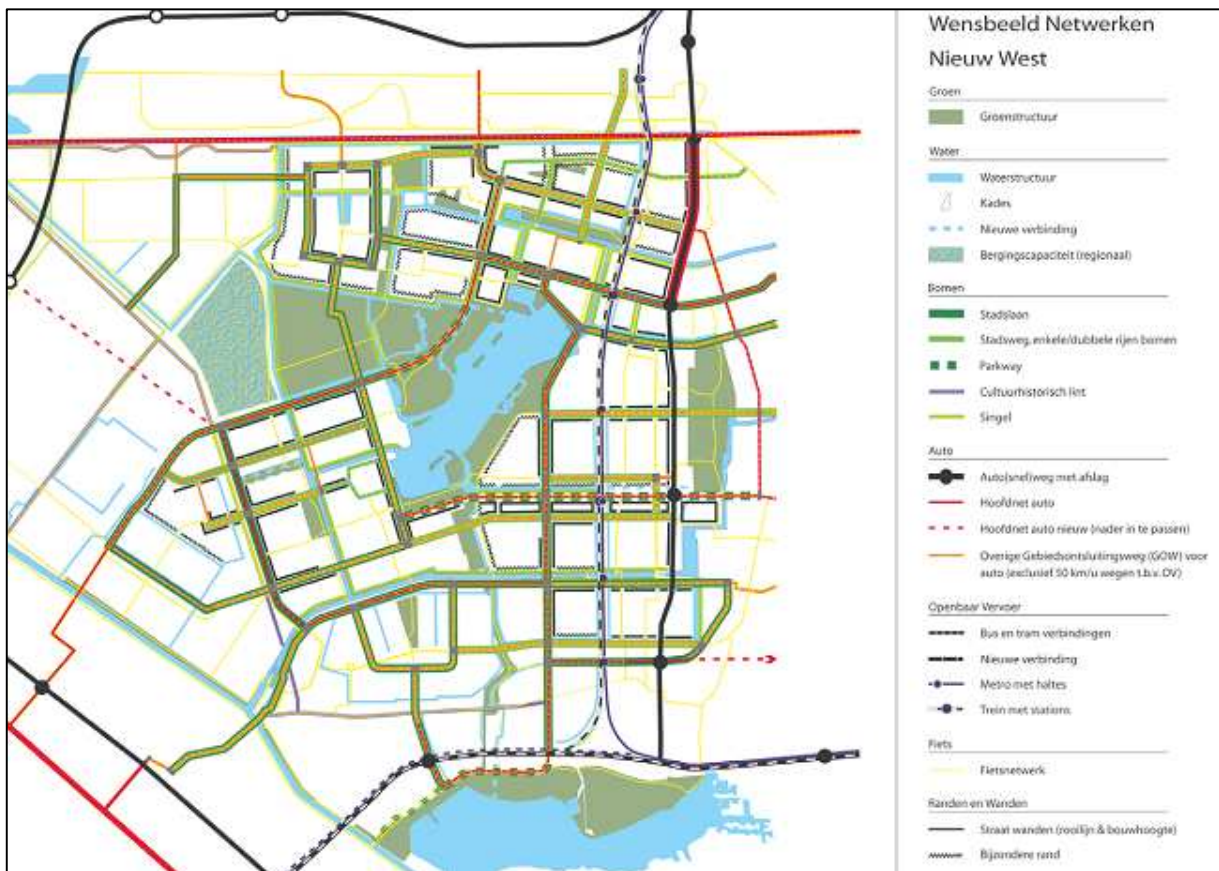 Wensbeeld Netwerken
Nieuw West
Groen
Groenstructuur
Water
Waterstructuur
Kades
Nieuwe verbinding
Bergingscapaciteit (regionaal)
Bomen
Stadslaan
Stadsweg, enkele/dubbele rijen bomen
Parkway
Cultuurhistorisch lint
Singel
Auto
Auto(snel)weg met afslag
Hoofdnet auto
Hoofdnet auto nieuw (nader in te passen)
Overige Gebiedsontsluitingsweg (GOW) voor
auto (exclusief 50 km/u wegen t.b.v. OV)
Openbaar Vervoer
Bus en tram verbindingen
Nieuwe verbinding
Metro met haltes
Trein met stations
Fiets
Fietsnetwerk
Randen en Wanden
Straat wanden (rooilijn & bouwhoogte)
Bijzondere rand